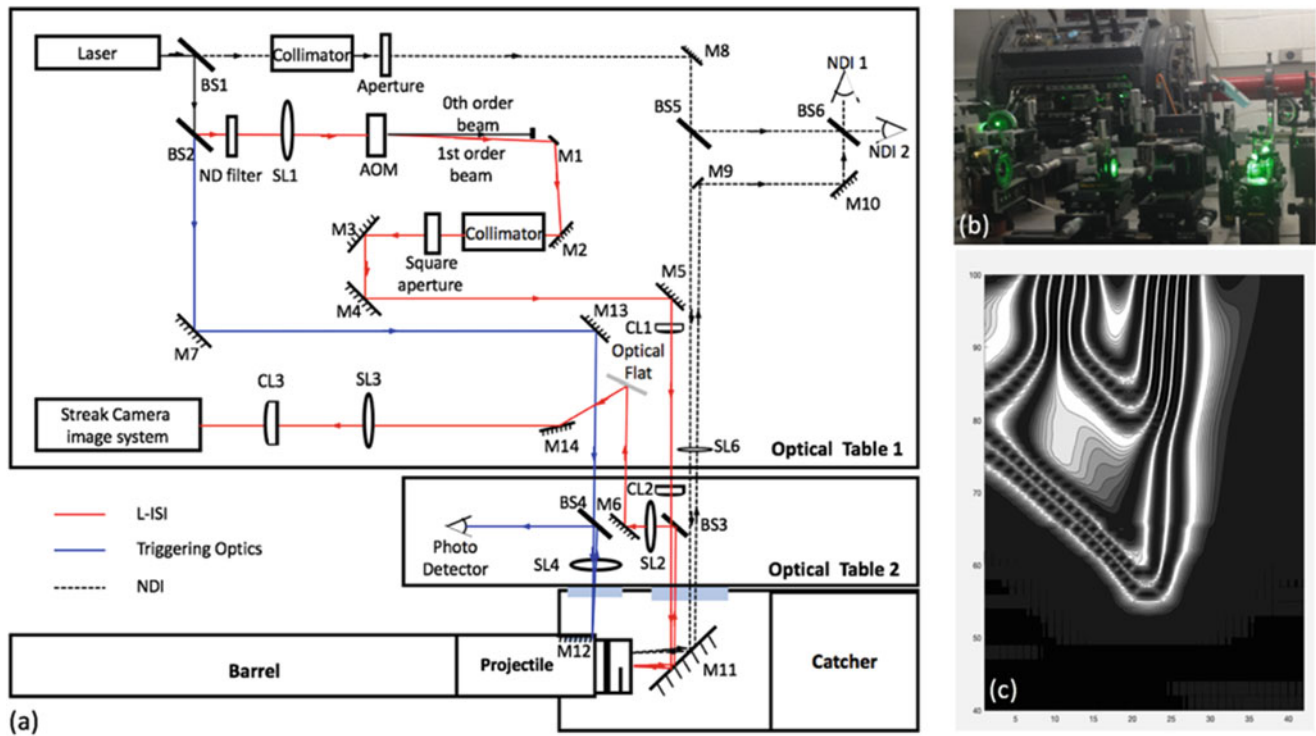 Laser
BS1
Collimator
Aperture
M8
BS5
BS6
NDI 1
NDI 2
BS2
ND filter
SL1
AOM
0th order
beam
1st order
beam
M1
M9
M10
M3
Square
aperture
Collimator
M2
M4
M5
M7
M13
CL1
Optical
Flat
Streak Camera
image system
CL3
SL3
M14
SL6
Optical Table 1
L-ISI
Triggering Optics
NDI
Photo
Detector
BS4
M6
CL2
SL2
BS3
SL4
Optical Table 2
Barrel
Projectile
M12
M11
Catcher
(a)
(b)
100
90
80
70
60
50
40
5
10
15
20
25
30
35
40
(c)